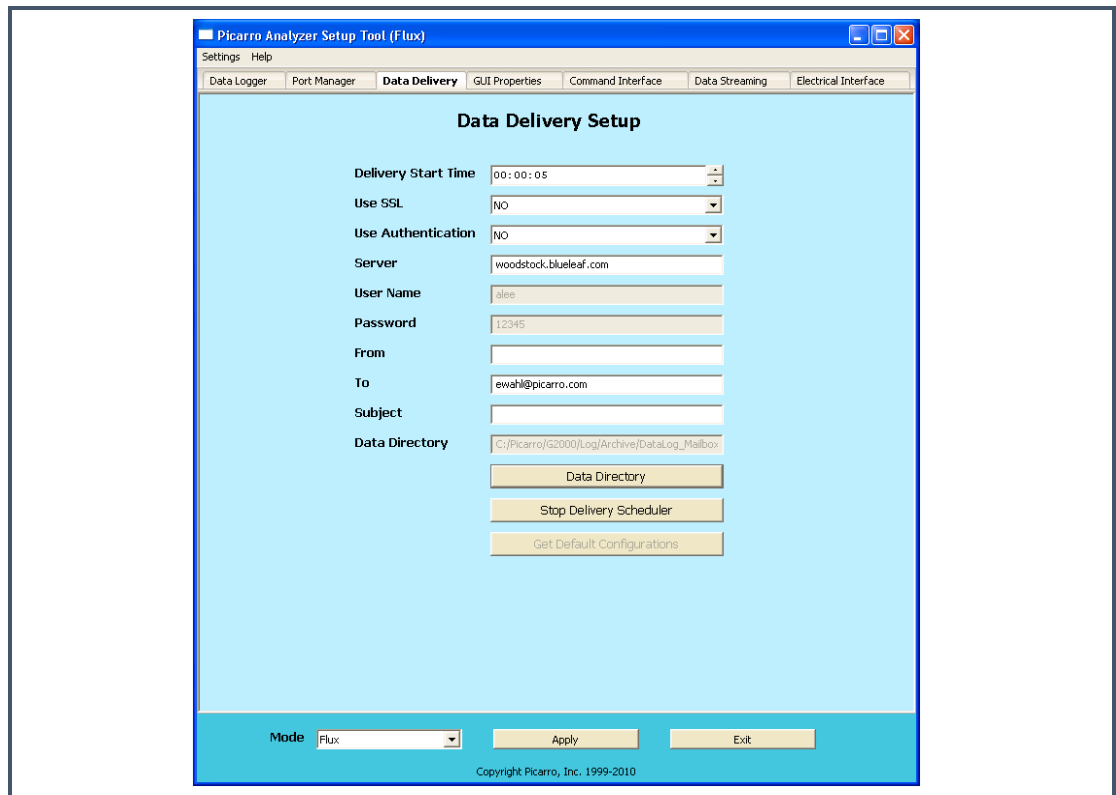 Picarro Analyzer Setup Tool (Flux)
Settings Help
Data Logger Port Manager Data Delivery GUI Properties Command Interface Data Streaming Electrical Interface
Data Delivery Setup
Delivery Start Time 00:00:05
Use SSL NO
Use Authentication NO
Server woodstock.blueleaf.com
User Name alee
Password 12345
From
To ewahl@picarro.com
Subject
Data Directory C:/Picarro/G2000/Log/Archive/DataLog_Mailbox
Data Directory
Stop Delivery Scheduler
Get Default Configurations
Mode Flux Apply Exit
Copyright Picarro, Inc. 1999-2010